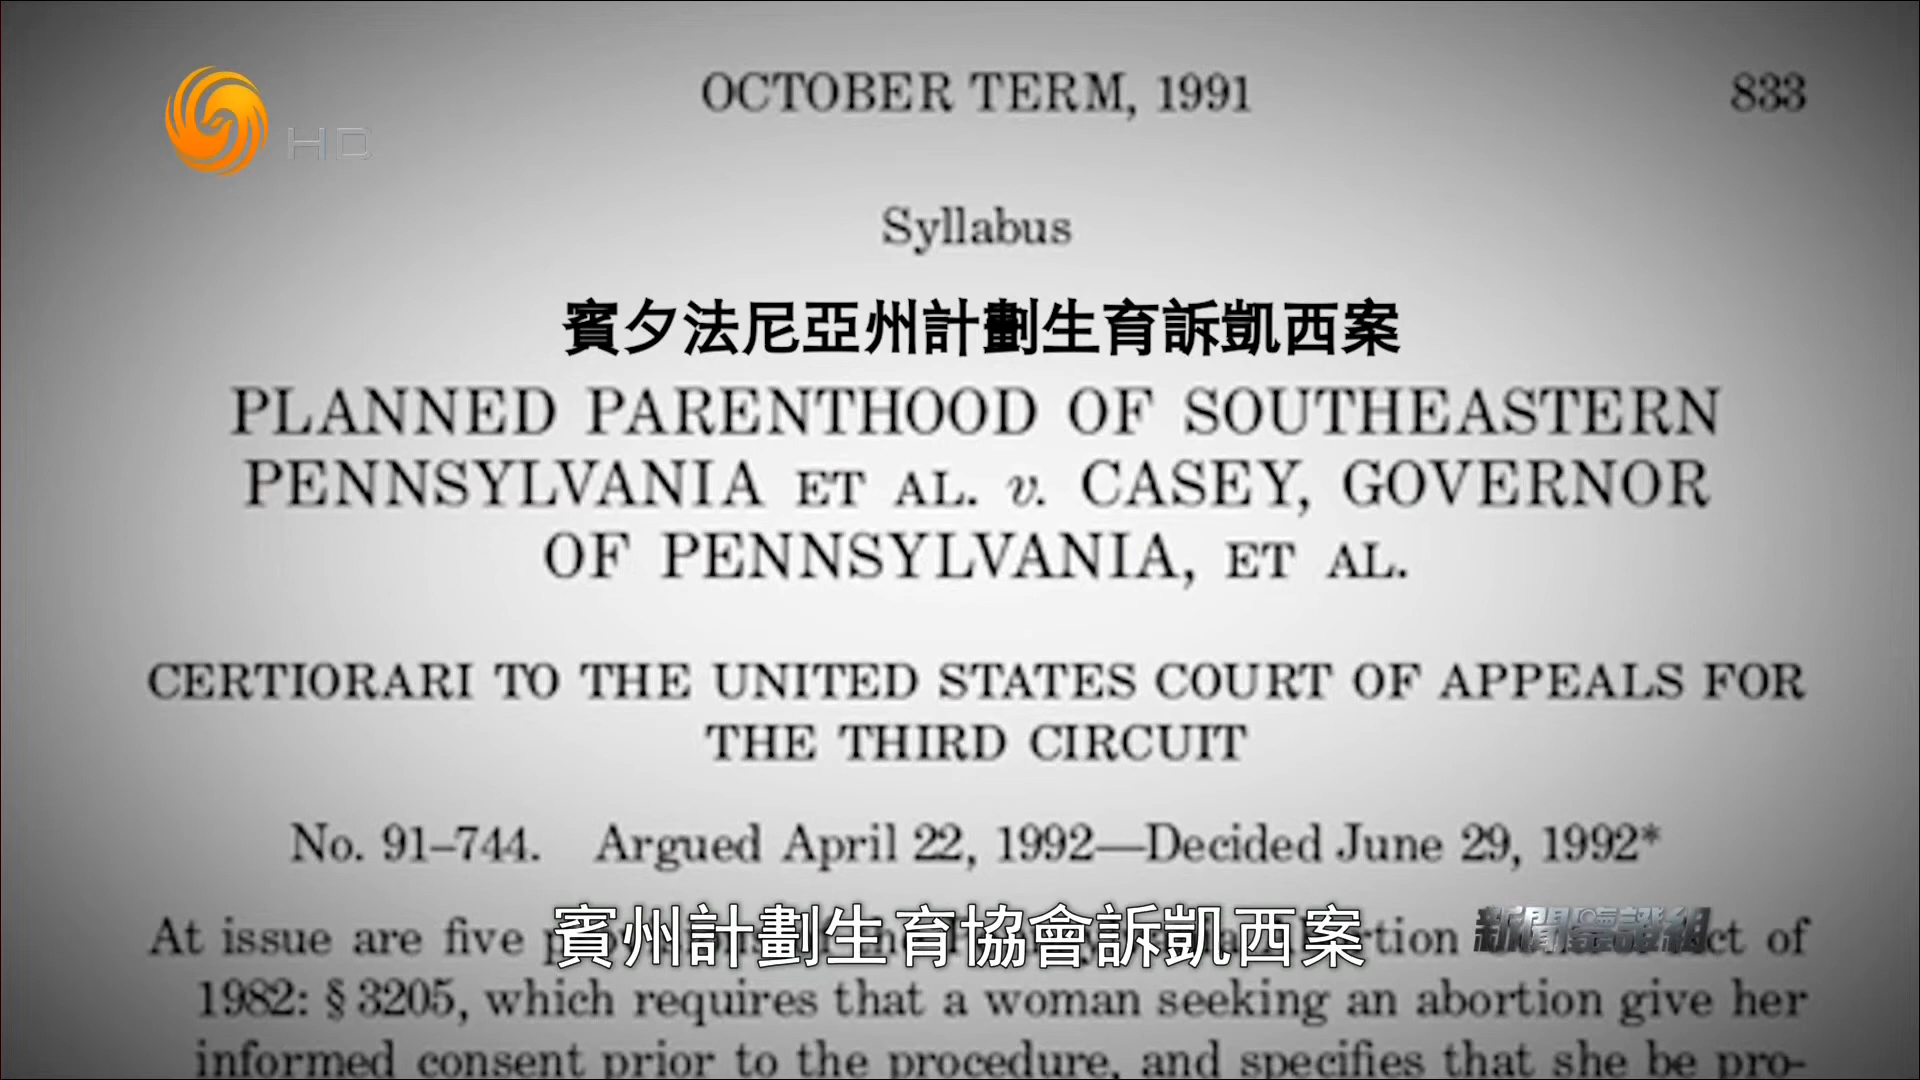 OCTOBER TERM, 1991
833
HD
Syllabus
賓夕法尼亞州計劃生育訴凱西案
PLANNED PARENTHOOD OF SOUTHEASTERN
PENNSYLVANIA ET AL. v. CASEY, GOVERNOR
OF PENNSYLVANIA, ET AL.
CERTIORARI TO THE UNITED STATES COURT OF APPEALS FOR
THE THIRD CIRCUIT
No. 91–744. Argued April 22, 1992—Decided June 29, 1992*
At issue are five
of
賓州計劃生育協會訴凱西案
新聞鑒證組
1982: § 3205, which requires that a woman seeking an abortion give her
informed consent prior to the procedure, and specifies that she be pro-